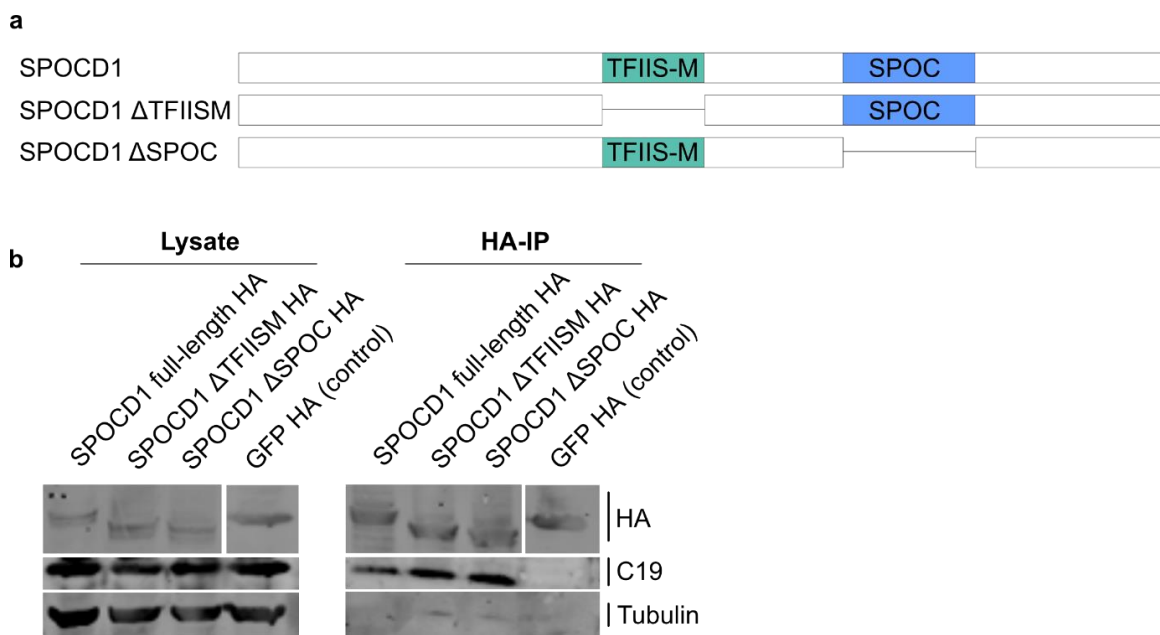 a
SPOCD1 TFIIS-M SPOC
SPOCD1 ΔTFIISM SPOC
SPOCD1 ΔSPOC TFIIS-M
b
Lysate HA-IP
SPOCD1 full-length HA
SPOCD1 ΔTFIISM HA
SPOCD1 ΔSPOC HA
GFP HA (control)
SPOCD1 full-length HA
SPOCD1 ΔTFIISM HA
SPOCD1 ΔSPOC HA
GFP HA (control)
HA
C19
Tubulin